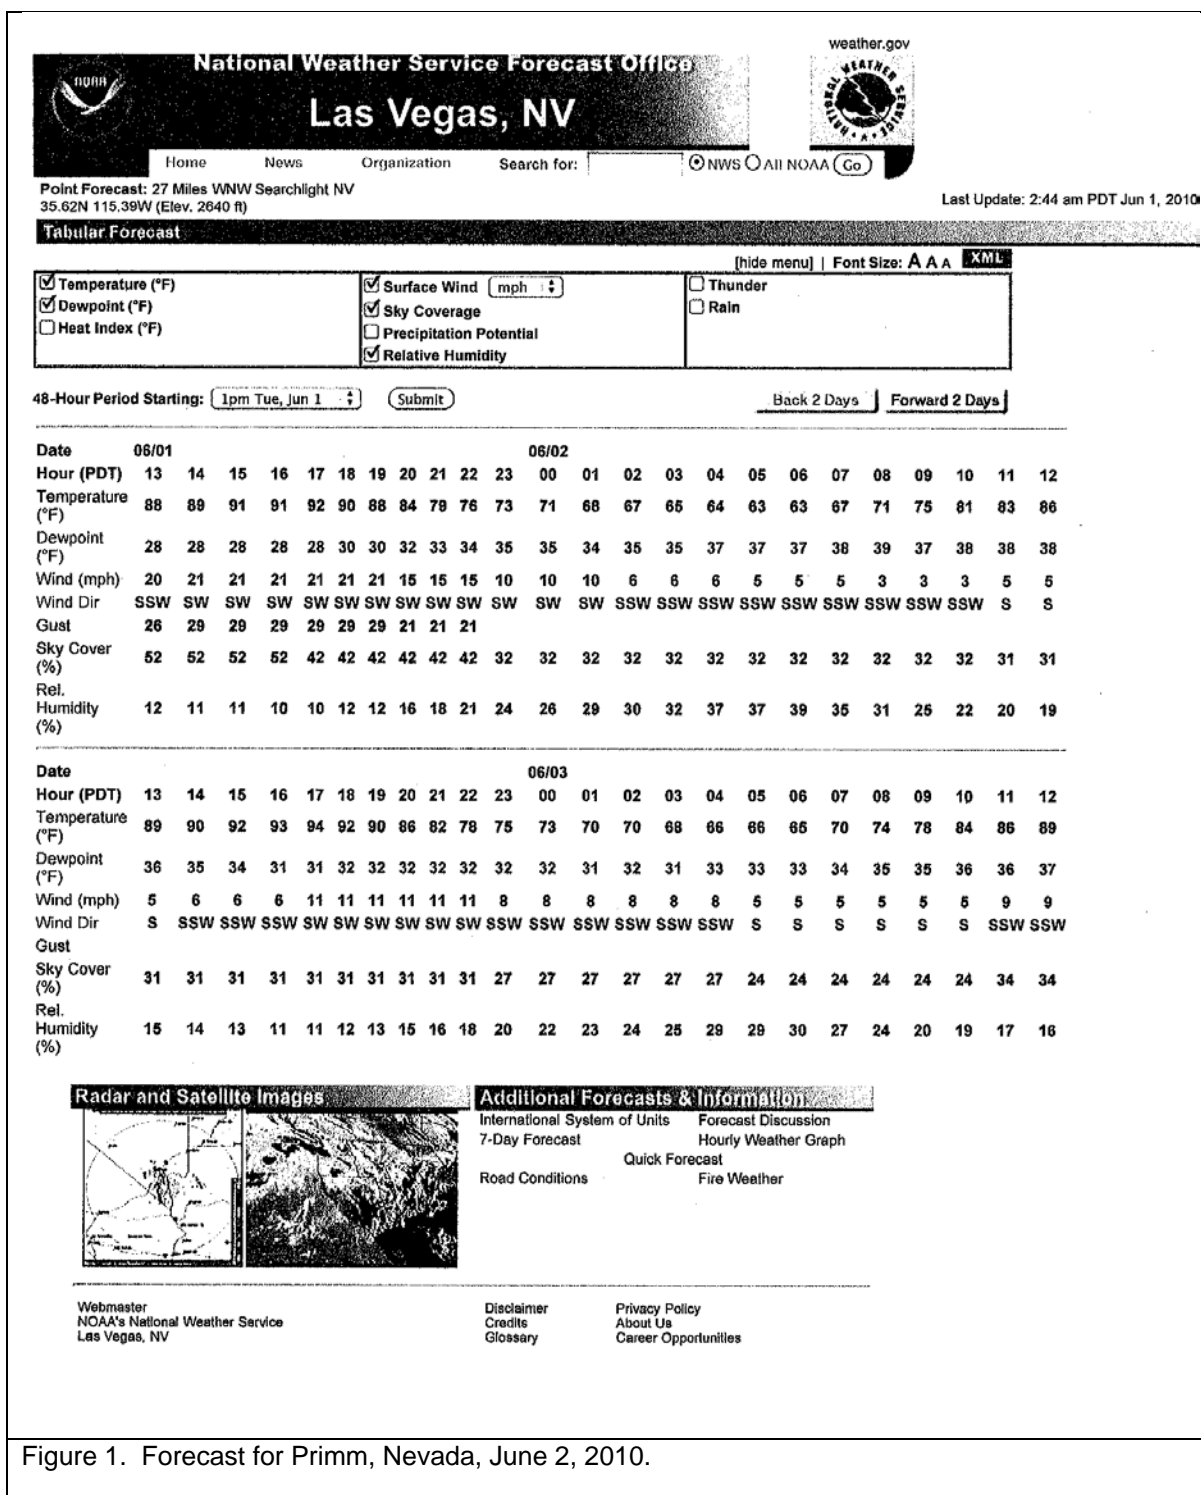 weather.gov
NOAA
National Weather Service Forecast Office
Las Vegas, NV
NATIONAL WEATHER SERVICE
Home News Organization Search for: NWS All NOAA Go
Point Forecast: 27 Miles WNW Searchlight NV
35.62N 115.39W (Elev. 2640 ft)
Last Update: 2:44 am PDT Jun 1, 2010
Tabular Forecast
[hide menu] | Font Size: A A A XML
Temperature (°F) Surface Wind mph Thunder
Dewpoint (°F) Sky Coverage Rain
Heat Index (°F) Precipitation Potential
Relative Humidity
48-Hour Period Starting: 1pm Tue, Jun 1 Submit Back 2 Days Forward 2 Days
Date 06/01 06/02
Hour (PDT) 13 14 15 16 17 18 19 20 21 22 23 00 01 02 03 04 05 06 07 08 09 10 11 12
Temperature (°F) 88 89 91 91 92 90 88 84 79 76 73 71 68 67 65 64 63 63 67 71 75 81 83 86
Dewpoint (°F) 28 28 28 28 28 30 30 32 33 34 35 35 34 35 35 37 37 37 38 39 37 38 38 38
Wind (mph) 20 21 21 21 21 21 21 15 15 15 10 10 10 6 6 6 5 5 5 3 3 3 5 5
Wind Dir SSW SW SW SW SW SW SW SW SW SW SW SW SW SSW SSW SSW SSW SSW SSW SSW SSW SSW S S
Gust 26 29 29 29 29 29 29 21 21 21
Sky Cover (%) 52 52 52 52 42 42 42 42 42 42 32 32 32 32 32 32 32 32 32 32 32 32 31 31
Rel. Humidity (%) 12 11 11 10 10 12 12 16 18 21 24 26 29 30 32 37 37 39 35 31 25 22 20 19
Date 06/03
Hour (PDT) 13 14 15 16 17 18 19 20 21 22 23 00 01 02 03 04 05 06 07 08 09 10 11 12
Temperature (°F) 89 90 92 93 94 92 90 86 82 78 75 73 70 70 68 66 66 65 70 74 78 84 86 89
Dewpoint (°F) 36 35 34 31 31 32 32 32 32 32 32 32 31 32 31 33 33 33 34 35 35 36 36 37
Wind (mph) 5 6 6 6 11 11 11 11 11 11 8 8 8 8 8 8 5 5 5 5 5 5 9 9
Wind Dir S SSW SSW SSW SW SW SW SW SW SW SSW SSW SSW SSW SSW SSW S S S S S S SSW SSW
Gust
Sky Cover (%) 31 31 31 31 31 31 31 31 31 31 27 27 27 27 27 27 24 24 24 24 24 24 34 34
Rel. Humidity (%) 15 14 13 11 11 12 13 15 16 18 20 22 23 24 25 29 29 30 27 24 20 19 17 16
Radar and Satellite Images Additional Forecasts & Information
International System of Units Forecast Discussion
7-Day Forecast Hourly Weather Graph
Quick Forecast
Road Conditions Fire Weather
Webmaster Disclaimer Privacy Policy
NOAA's National Weather Service Credits About Us
Las Vegas, NV Glossary Career Opportunities
Figure 1. Forecast for Primm, Nevada, June 2, 2010.